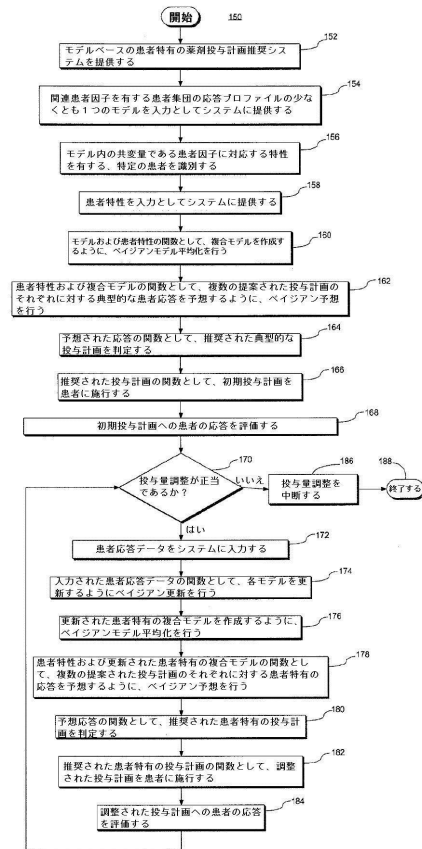 開始
150
モデルベースの患者特有の薬剤投与計画推奨シス
テムを提供する
152
関連患者因子を有する患者集団の応答プロファイルの少な
くとも1つのモデルを入力としてシステムに提供する
154
モデル内の共変量である患者因子に対応する特性
を有する、特定の患者を識別する
156
患者特性を入力としてシステムに提供する
158
モデルおよび患者特性の関数として、複合モデルを作成す
るように、ベイジアンモデル平均化を行う
160
患者特性および複合モデルの関数として、複数の提案された投与計画の
それぞれに対する典型的な患者応答を予想するように、ベイジアン予想
を行う
162
予想された応答の関数として、推奨された典型的な
投与計画を判定する
164
推奨された投与計画の関数として、初期投与計画を
患者に施行する
166
初期投与計画への患者の応答を評価する
168
投与量調整が正当
であるか?
170
いいえ
投与量調整を
中断する
186
終了する
188
はい
患者応答データをシステムに入力する
172
入力された患者応答データの関数として、各モデルを更
新するようにベイジアン更新を行う
174
更新された患者特有の複合モデルを作成するように、
ベイジアンモデル平均化を行う
176
患者特性および更新された患者特有の複合モデルの関数とし
て、複数の提案された投与計画のそれぞれに対する患者特有の
応答を予想するように、ベイジアン予想を行う
178
予想応答の関数として、推奨された患者特有の投与計
画を判定する
180
推奨された患者特有の投与計画の関数として、調整
された投与計画を患者に施行する
182
調整された投与計画への患者の応答
を評価する
184